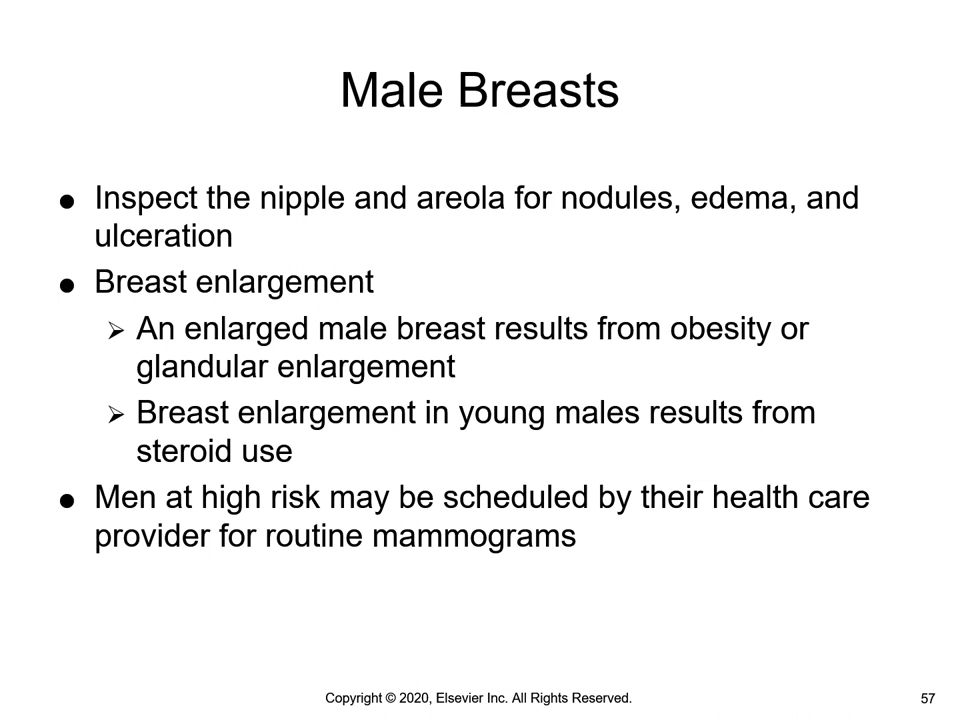 Male Breasts
● Inspect the nipple and areola for nodules, edema, and
ulceration
● Breast enlargement
➢ An enlarged male breast results from obesity or
glandular enlargement
➢ Breast enlargement in young males results from
steroid use
● Men at high risk may be scheduled by their health care
provider for routine mammograms
Copyright © 2020, Elsevier Inc. All Rights Reserved.
57